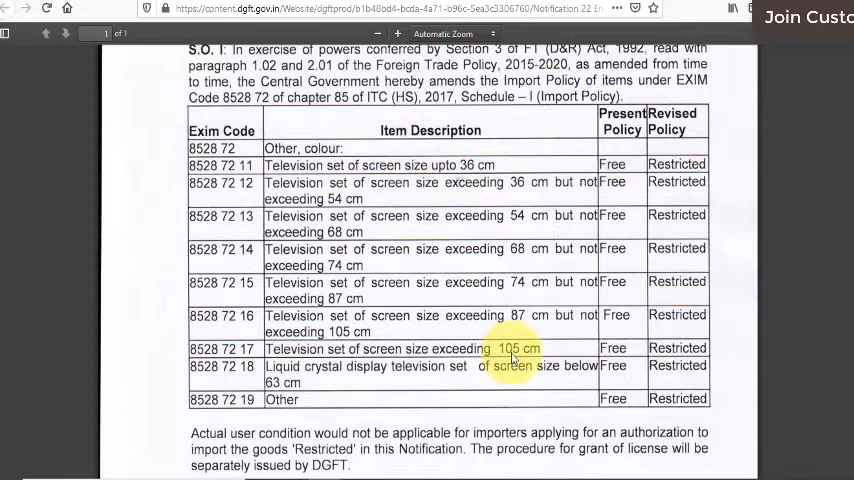 https://content.dgft.gov.in/Website/dgftprod/b1b48bd4-bcda-4a71-b96c-5ea3c3306760/Notification 22 En
Join Custo
1 of 1
Automatic Zoom
S.O. I: In exercise of powers conferred by Section 3 of FT (D&R) Act, 1992, read with
paragraph 1.02 and 2.01 of the Foreign Trade Policy, 2015-2020, as amended from time
to time, the Central Government hereby amends the Import Policy of items under EXIM
Code 8528 72 of chapter 85 of ITC (HS), 2017, Schedule – I (Import Policy).
Exim Code Item Description Present Policy Revised Policy
8528 72 Other, colour:
8528 72 11 Television set of screen size upto 36 cm Free Restricted
8528 72 12 Television set of screen size exceeding 36 cm but not Free Restricted
exceeding 54 cm
8528 72 13 Television set of screen size exceeding 54 cm but not Free Restricted
exceeding 68 cm
8528 72 14 Television set of screen size exceeding 68 cm but not Free Restricted
exceeding 74 cm
8528 72 15 Television set of screen size exceeding 74 cm but not Free Restricted
exceeding 87 cm
8528 72 16 Television set of screen size exceeding 87 cm but not Free Restricted
exceeding 105 cm
8528 72 17 Television set of screen size exceeding 105 cm Free Restricted
8528 72 18 Liquid crystal display television set of screen size below Free Restricted
63 cm
8528 72 19 Other Free Restricted
Actual user condition would not be applicable for importers applying for an authorization to
import the goods 'Restricted' in this Notification. The procedure for grant of license will be
separately issued by DGFT.